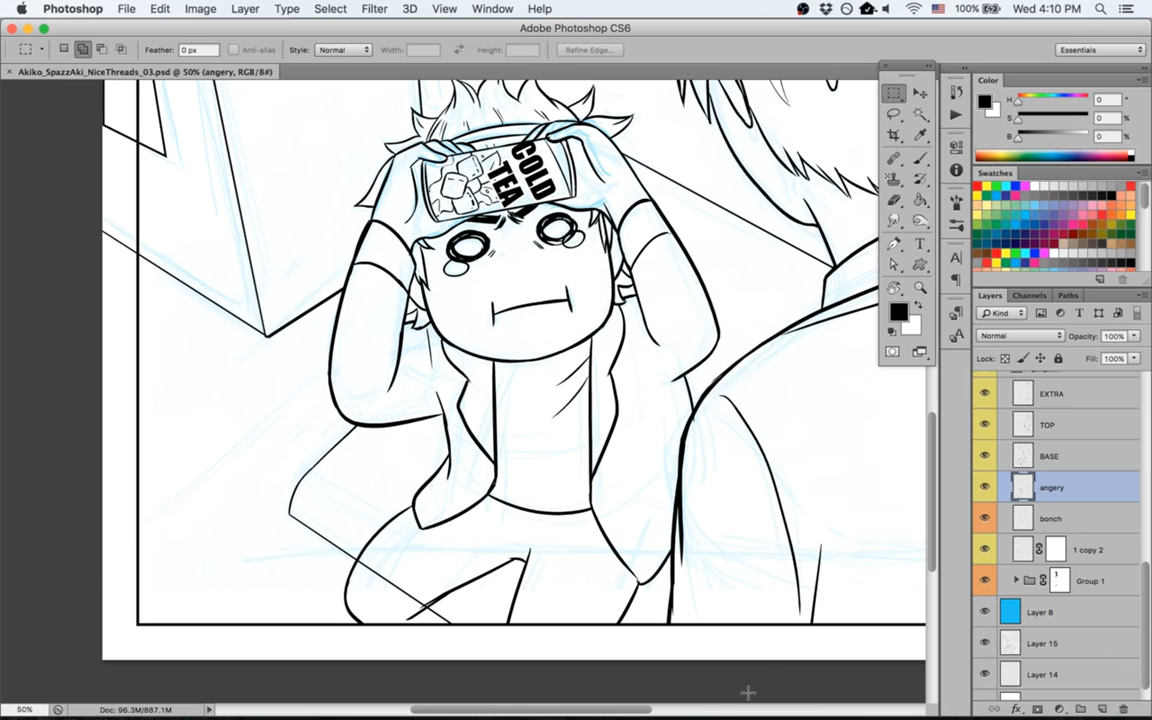 Photoshop File Edit Image Layer Type Select Filter 3D View Window Help 100% Wed 4:10 PM
Adobe Photoshop CS6
Feather: 0 px Anti-alias Style: Normal Width: Height: Refine Edge... Essentials
× Akiko_SpazzAki_NiceThreads_03.psd @ 50% (angery, RGB/8#)
Color
H 0 °
S 0 %
B 0 %
Swatches
COLD
TEA
Layers Channels Paths
Kind
Normal Opacity: 100%
Lock: Fill: 100%
EXTRA
TOP
BASE
angery
bonch
1 copy 2
Group 1
Layer 8
Layer 15
Layer 14
50% Doc: 96.3M/887.1M